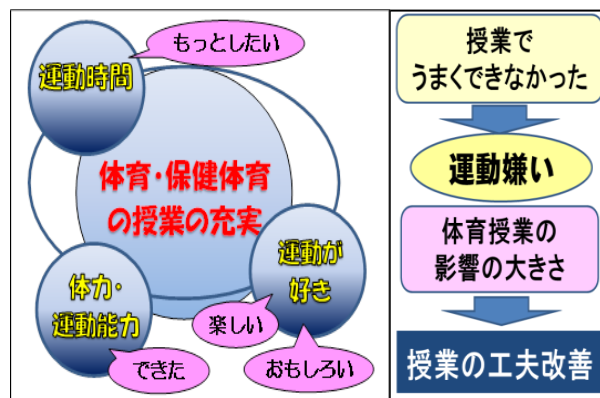 もっとしたい
運動時間
体育・保健体育
の授業の充実
運動が
好き
楽しい
おもしろい
体力・
運動能力
できた
授業で
うまくできなかった
運動嫌い
体育授業の
影響の大きさ
授業の工夫改善